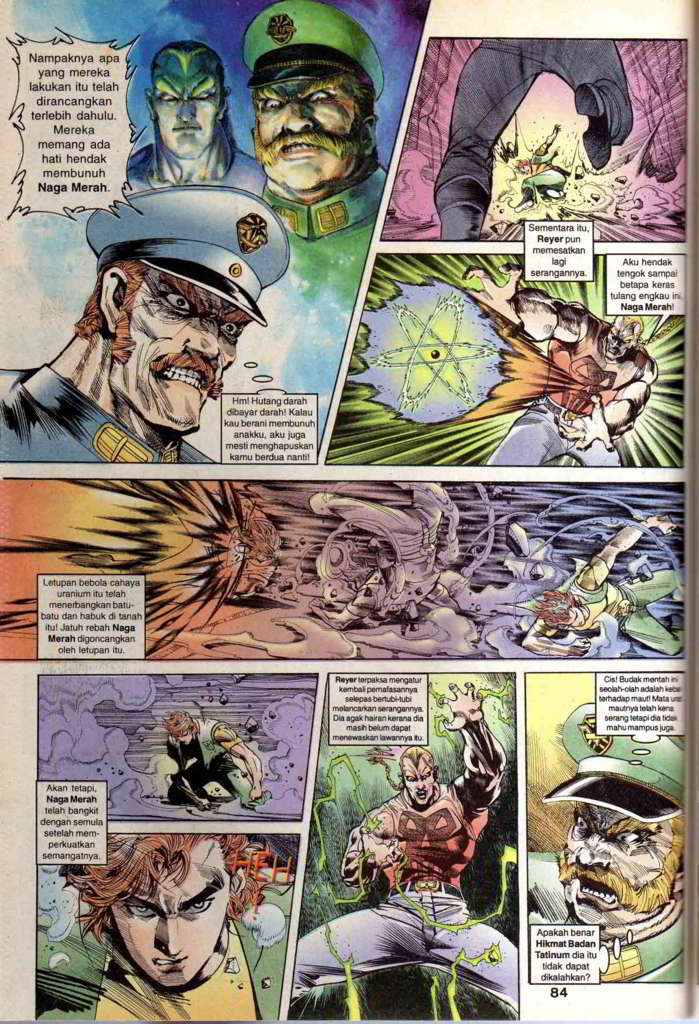 Nampaknya apa
yang mereka
lakukan itu telah
dirancangkan
terlebih dahulu.
Mereka
memang ada
hati hendak
membunuh
Naga Merah.
Hm! Hutang darah
dibayar darah! Kalau
kau berani membunuh
anakku, aku juga
mesti menghapuskan
kamu berdua nanti!
Sementara itu,
Reyer pun
memesatkan
lagi
serangannya.
Aku hendak
tengok sampai
betapa keras
tulang engkau ini,
Naga Merah!
Letupan bebola cahaya
uranium itu telah
menerbangkan batu-
batu dan habuk di tanah
itu! Jatuh rebah Naga
Merah digoncangkan
oleh letupan itu.
Akan tetapi,
Naga Merah
telah bangkit
dengan semula
setelah mem-
perkuatkan
semangatnya.
HEH
Reyer terpaksa mengatur
kembali pernafasannya
selepas bertubi-tubi
melancarkan serangannya.
Dia agak hairan kerana dia
masih belum dapat
menewaskan lawannya itu.
Cis! Budak mentah ini
seolah-olah adalah kebal
terhadap maut! Mata urat
mautnya telah kena
serang tetapi dia tidak
mahu mampus juga.
Apakah benar
Hikmat Badan
Tatinum dia itu
tidak dapat
dikalahkan?
84